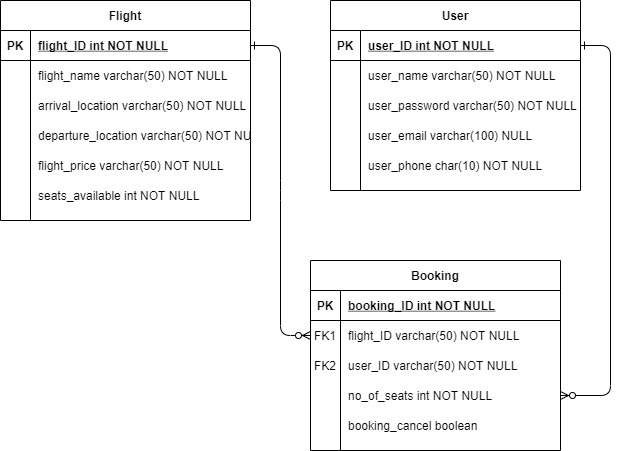 Flight
PK flight_ID int NOT NULL
flight_name varchar(50) NOT NULL
arrival_location varchar(50) NOT NULL
departure_location varchar(50) NOT NU
flight_price varchar(50) NOT NULL
seats_available int NOT NULL
User
PK user_ID int NOT NULL
user_name varchar(50) NOT NULL
user_password varchar(50) NOT NULL
user_email varchar(100) NULL
user_phone char(10) NOT NULL
Booking
PK booking_ID int NOT NULL
FK1 flight_ID varchar(50) NOT NULL
FK2 user_ID varchar(50) NOT NULL
no_of_seats int NOT NULL
booking_cancel boolean